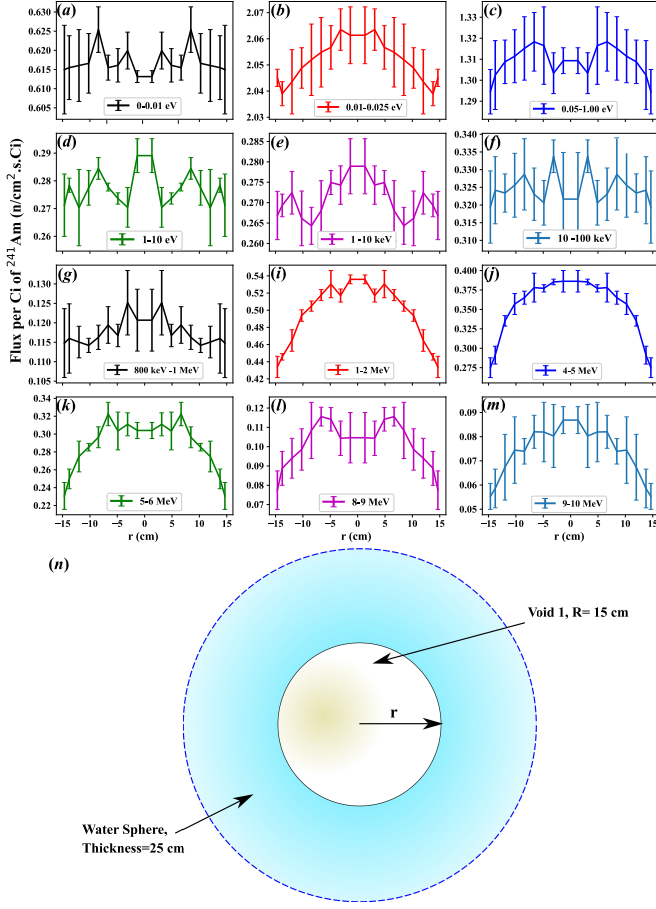 (a)
0.630
0.625
0.620
0.615
0.610
0.605
0-0.01 eV
(b)
2.07
2.06
2.05
2.04
2.03
0.01-0.025 eV
(c)
1.33
1.32
1.31
1.30
1.29
0.05-1.00 eV
(d)
0.29
0.28
0.27
0.26
1-10 eV
(e)
0.285
0.280
0.275
0.270
0.265
0.260
1 -10 keV
(f)
0.335
0.330
0.325
0.320
0.315
0.310
10 -100 keV
Flux per Ci of ²⁴¹Am (n/cm².s.Ci)
(g)
0.130
0.125
0.120
0.115
0.110
0.105
800 keV -1 MeV
(i)
0.54
0.52
0.50
0.48
0.46
0.44
0.42
1-2 MeV
(j)
0.400
0.375
0.350
0.325
0.300
0.275
4-5 MeV
(k)
0.34
0.32
0.30
0.28
0.26
0.24
0.22
5-6 MeV
(l)
0.12
0.11
0.10
0.09
0.08
0.07
8-9 MeV
(m)
0.09
0.08
0.07
0.06
0.05
9-10 MeV
−15 −10 −5 0 5 10 15
r (cm)
−15 −10 −5 0 5 10 15
r (cm)
−15 −10 −5 0 5 10 15
r (cm)
(n)
Void 1, R= 15 cm
r
Water Sphere,
Thickness=25 cm